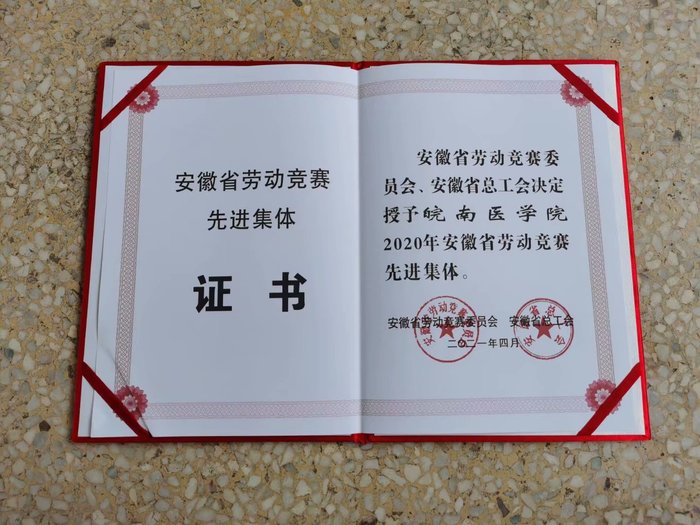 安徽省劳动竞赛
先进集体
证书
安徽省劳动竞赛委
员会、安徽省总工会决定
授予皖南医学院
2020年安徽省劳动竞赛
先进集体。
安徽省劳动竞赛委员会 安徽省总工会
二〇二一年四月